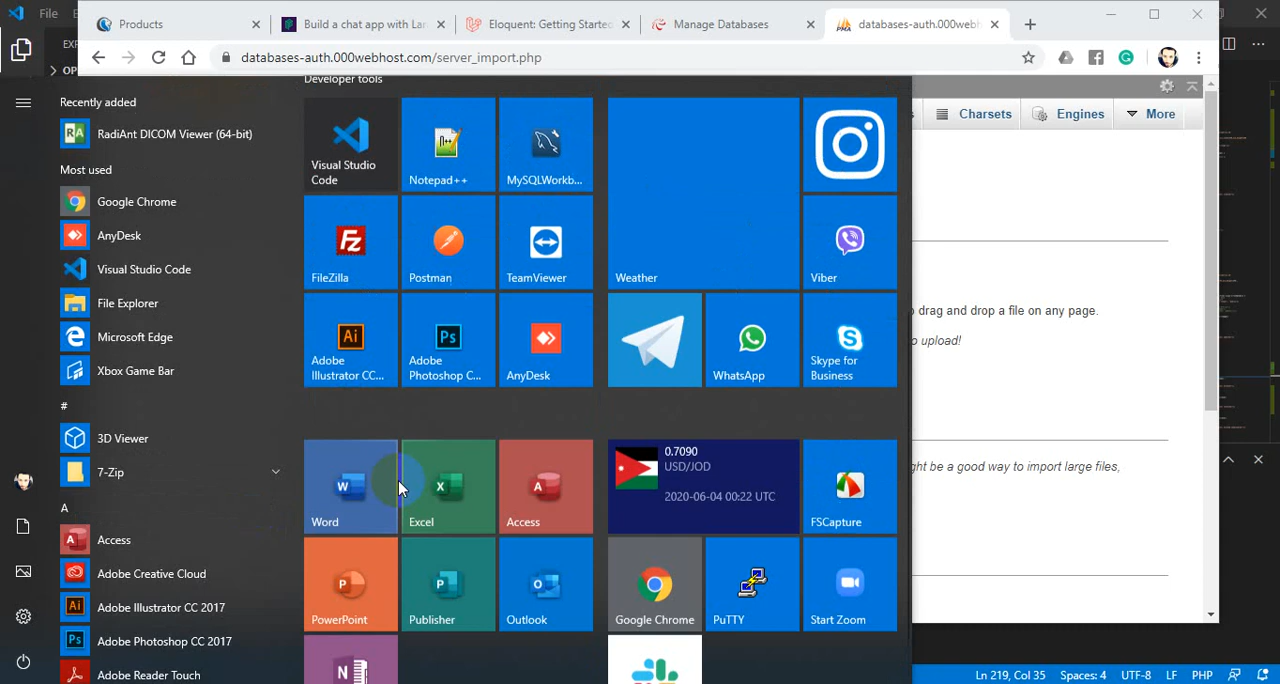 File
Products
Build a chat app with Lar
Eloquent: Getting Starte
Manage Databases
databases-auth.000webh
databases-auth.000webhost.com/server_import.php
EX
OP
Charsets
Engines
More
Recently added
RadiAnt DICOM Viewer (64-bit)
Most used
Google Chrome
AnyDesk
Visual Studio Code
File Explorer
Microsoft Edge
Xbox Game Bar
#
3D Viewer
7-Zip
A
Access
Adobe Creative Cloud
Adobe Illustrator CC 2017
Adobe Photoshop CC 2017
Adobe Reader Touch
Developer tools
Visual Studio
Code
Notepad++
MySQLWorkb...
Weather
FileZilla
Postman
TeamViewer
Viber
Adobe
Illustrator CC...
Adobe
Photoshop C...
AnyDesk
WhatsApp
Skype for
Business
Word
Excel
Access
0.7090
USD/JOD
2020-06-04 00:22 UTC
FSCapture
PowerPoint
Publisher
Outlook
Google Chrome
PuTTY
Start Zoom
drag and drop a file on any page.
o upload!
ght be a good way to import large files,
Ln 219, Col 35
Spaces: 4
UTF-8
LF
PHP